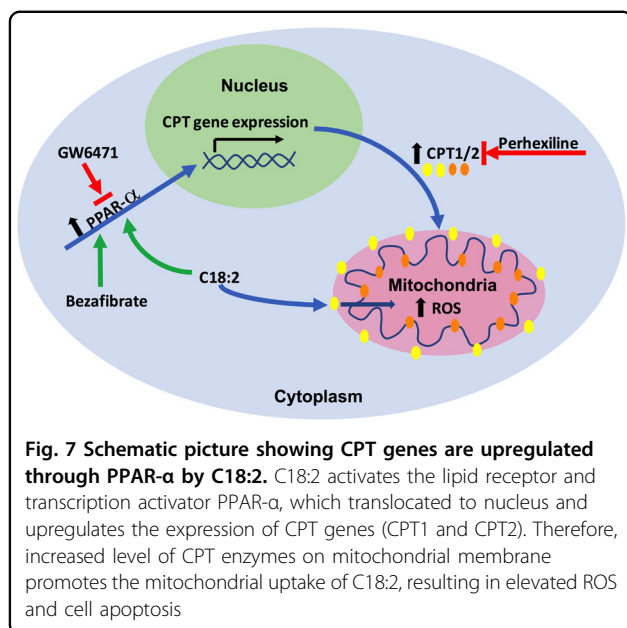 Nucleus
CPT gene expression
GW6471
PPAR-α
CPT1/2
Perhexiline
Mitochondria
ROS
C18:2
Bezafibrate
Cytoplasm
Fig. 7 Schematic picture showing CPT genes are upregulated
through PPAR-α by C18:2. C18:2 activates the lipid receptor and
transcription activator PPAR-α, which translocated to nucleus and
upregulates the expression of CPT genes (CPT1 and CPT2). Therefore,
increased level of CPT enzymes on mitochondrial membrane
promotes the mitochondrial uptake of C18:2, resulting in elevated ROS
and cell apoptosis